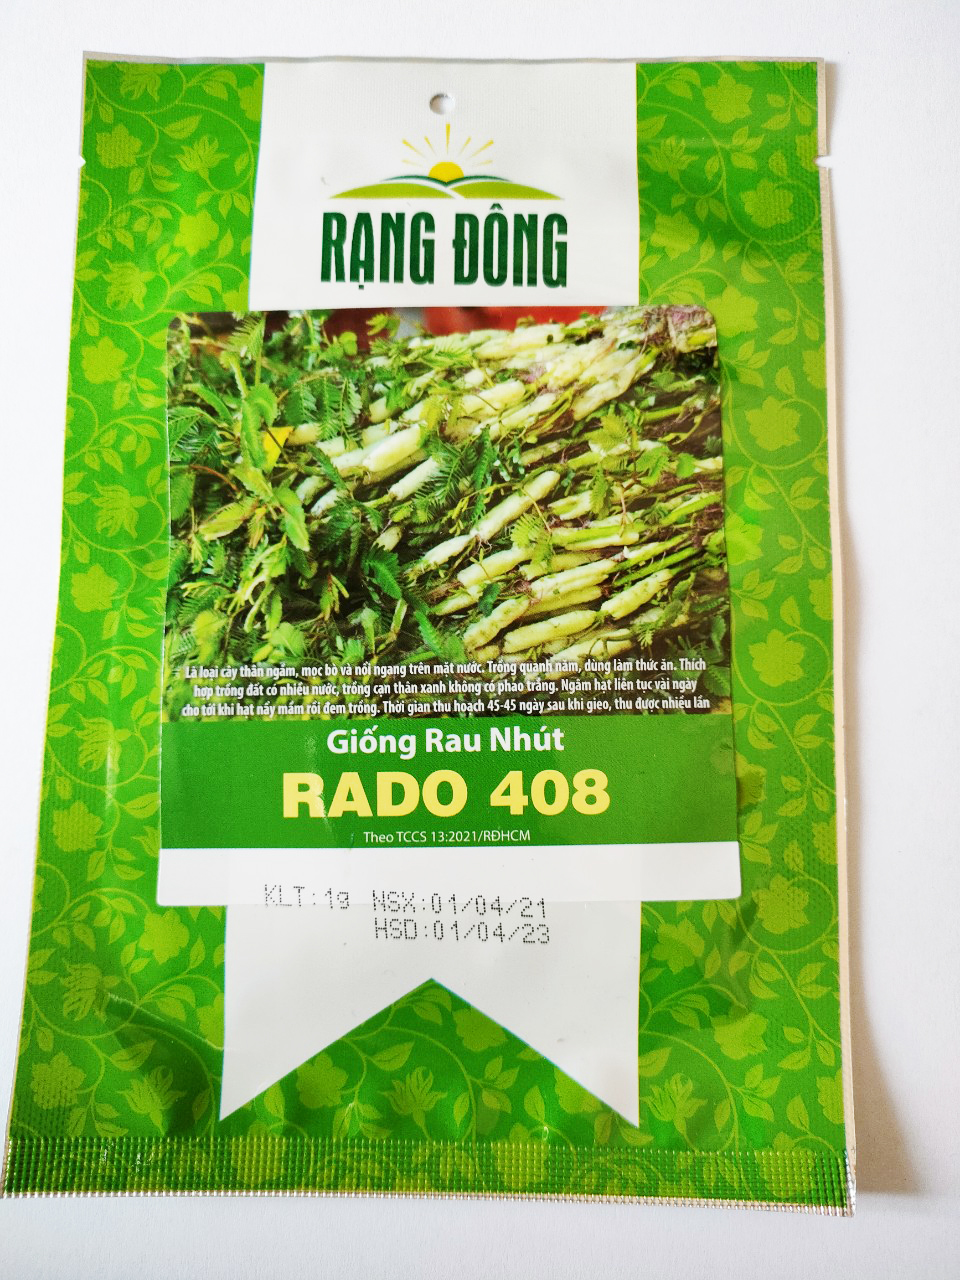 RẠNG ĐÔNG
Là loại cây thân ngầm, mọc bò và nổi ngang trên mặt nước. Trồng quanh năm, dùng làm thức ăn. Thích
hợp trồng đất có nhiều nước, trồng cạn thân xanh không có phao trắng. Ngâm hạt liên tục vài ngày
cho tới khi hạt nảy mầm rồi đem trồng. Thời gian thu hoạch 45-45 ngày sau khi gieo, thu được nhiều lần
Giống Rau Nhút
RADO 408
Theo TCCS 13:2021/RĐHCM
KLT:1g NSX:01/04/21
HSD:01/04/23